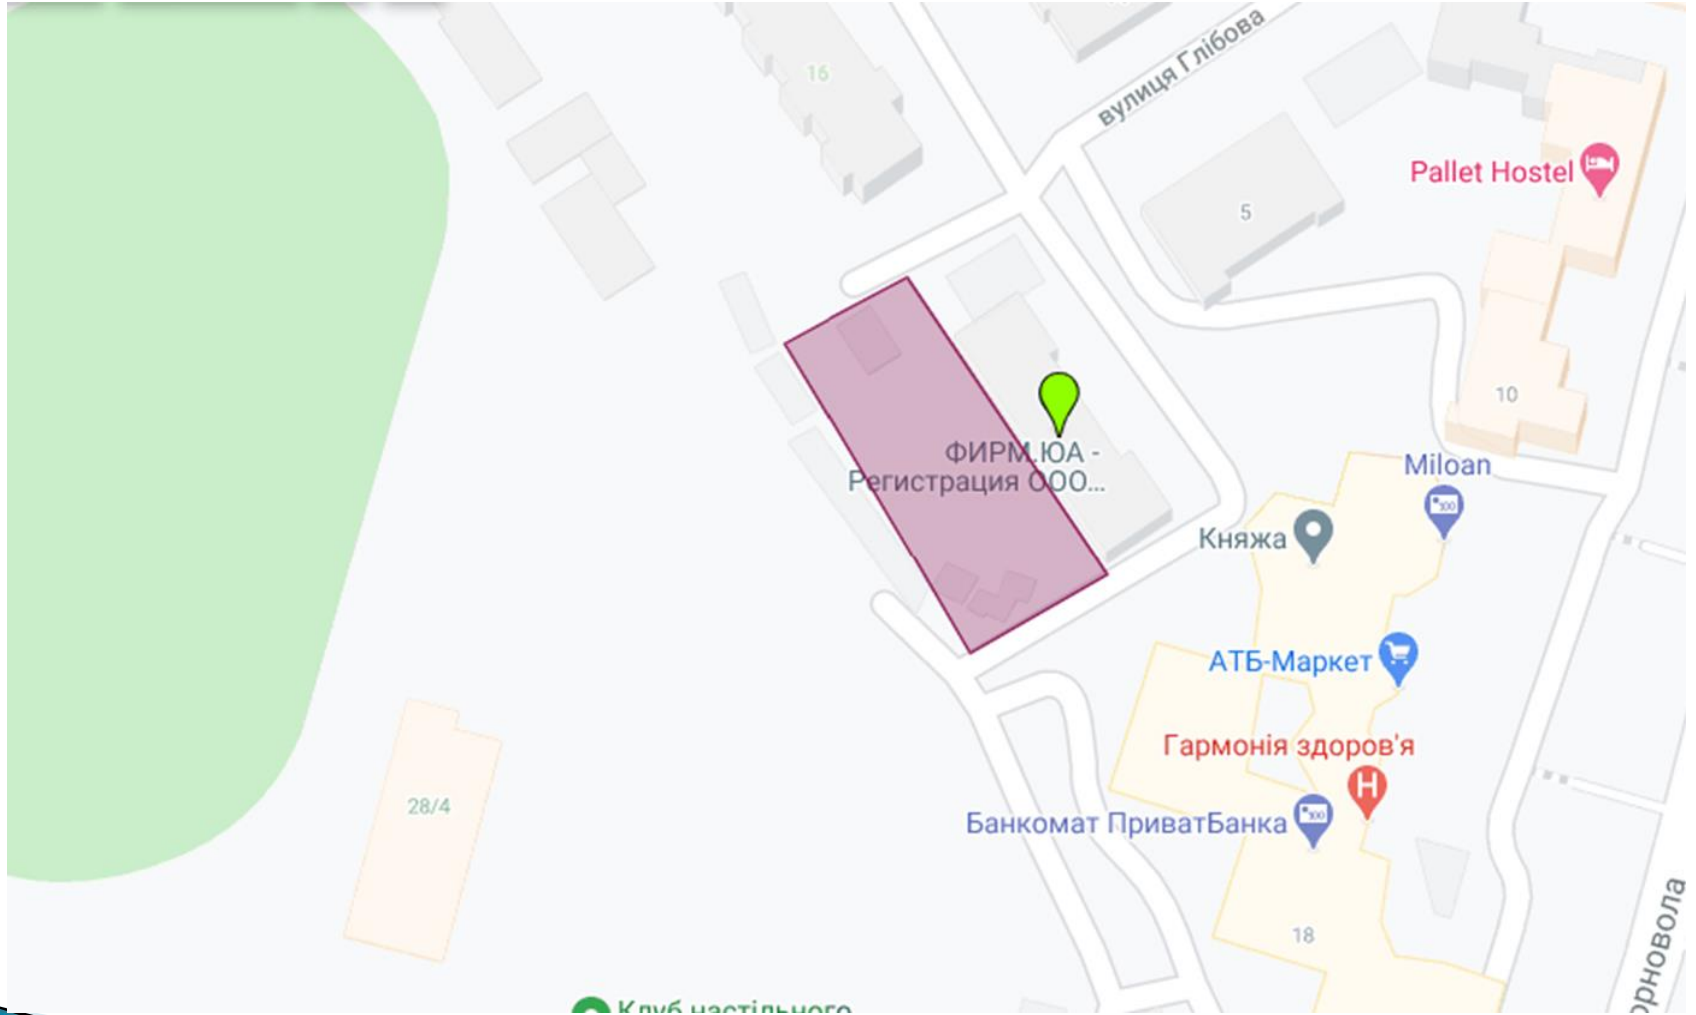 16
вулиця Глібова
Pallet Hostel
5
10
ФИРМ.ЮА -
Регистрация ООО...
Miloan
Княжа
АТБ-Маркет
Гармонія здоров'я
28/4
Банкомат ПриватБанка
18
Клуб настільного
орновола